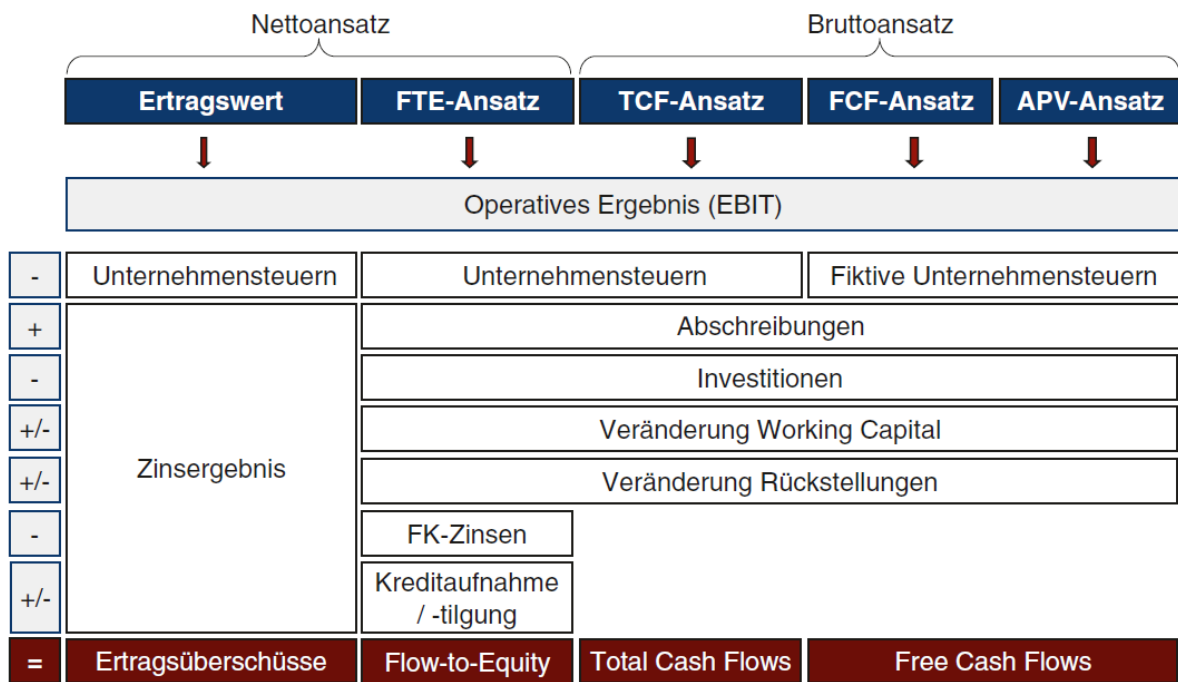 Nettoansatz
Bruttoansatz
Ertragswert
FTE-Ansatz
TCF-Ansatz
FCF-Ansatz
APV-Ansatz
Operatives Ergebnis (EBIT)
-
Unternehmensteuern
Unternehmensteuern
Fiktive Unternehmensteuern
+
Abschreibungen
-
Investitionen
+/-
Veränderung Working Capital
Zinsergebnis
+/-
Veränderung Rückstellungen
-
FK-Zinsen
+/-
Kreditaufnahme
/ -tilgung
=
Ertragsüberschüsse
Flow-to-Equity
Total Cash Flows
Free Cash Flows